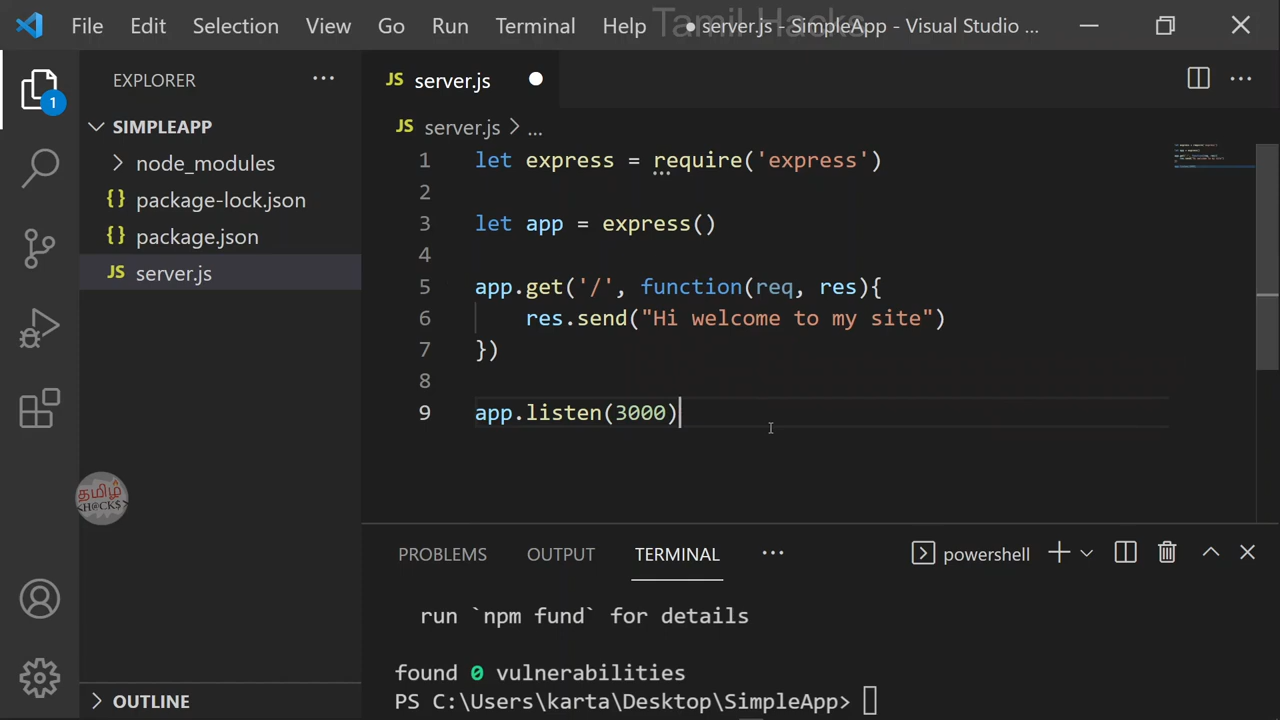 File Edit Selection View Go Run Terminal Help ● server.js - SimpleApp - Visual Studio ...
Tamil Hacks
EXPLORER ...
JS server.js
1
SIMPLEAPP
JS server.js > ...
node_modules
{} package-lock.json
{} package.json
JS server.js
1 let express = require('express')
2
3 let app = express()
4
5 app.get('/', function(req, res){
6 res.send("Hi welcome to my site")
7 })
8
9 app.listen(3000)
தமிழ்
<H@CK$>
PROBLEMS OUTPUT TERMINAL ... powershell
run `npm fund` for details
found 0 vulnerabilities
PS C:\Users\karta\Desktop\SimpleApp>
OUTLINE